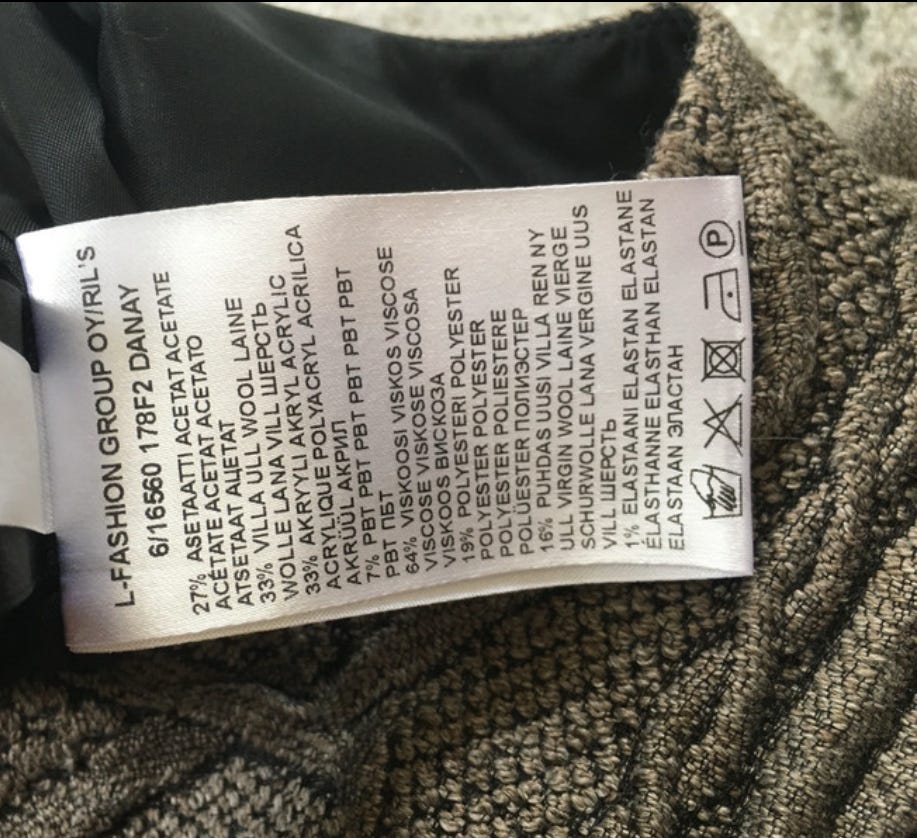 L-FASHION GROUP OY/RIL'S
6/16560 178F2 DANAY
27% ASETAATTI ACETAT ACETATE
ACÉTATE ACETAT ACETATO
ATSETAAT АЦЕТАТ
33% VILLA ULL WOOL LAINE
WOLLE LANA VILL ШЕРСТЬ
33% AKRYYLI AKRYL ACRYLIC
ACRYLIQUE POLYACRYL ACRILICA
AKRÜÜL АКРИЛ
7% PBT PBT PBT PBT PBT PBT
PBT ПБТ
64% VISKOOSI VISKOS VISCOSE
VISCOSE VISKOSE VISCOSA
VISKOOS ВИСКОЗА
19% POLYESTERI POLYESTER
POLYESTER POLYESTER
POLYESTER POLIESTERE
POLÜESTER ПОЛИЭСТЕР
16% PUHDAS UUSI VILLA REN NY
ULL VIRGIN WOOL LAINE VIERGE
SCHURWOLLE LANA VERGINE UUS
VILL ШЕРСТЬ
1% ELASTAANI ELASTAN ELASTANE
ÉLASTHANNE ELASTHAN ELASTAN
ELASTAAN ЭЛАСТАН
P